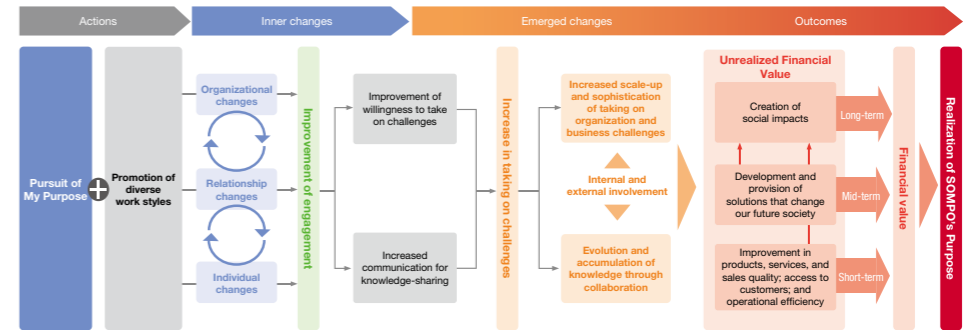 Actions
Inner changes
Emerged changes
Outcomes
Pursuit of
My Purpose
Promotion of
diverse
work styles
Organizational
changes
Relationship
changes
Individual
changes
Improvement of engagement
Improvement of
willingness to take
on challenges
Increased
communication for
knowledge-sharing
Increase in taking on challenges
Increased scale-up
and sophistication
of taking on
organization and
business challenges
Internal and
external involvement
Evolution and
accumulation of
knowledge through
collaboration
Unrealized Financial
Value
Creation of
social impacts
Long-term
Development and
provision of
solutions that change
our future society
Mid-term
Improvement in
products, services, and
sales quality; access to
customers; and
operational efficiency
Short-term
Financial value
Realization of SOMPO's Purpose